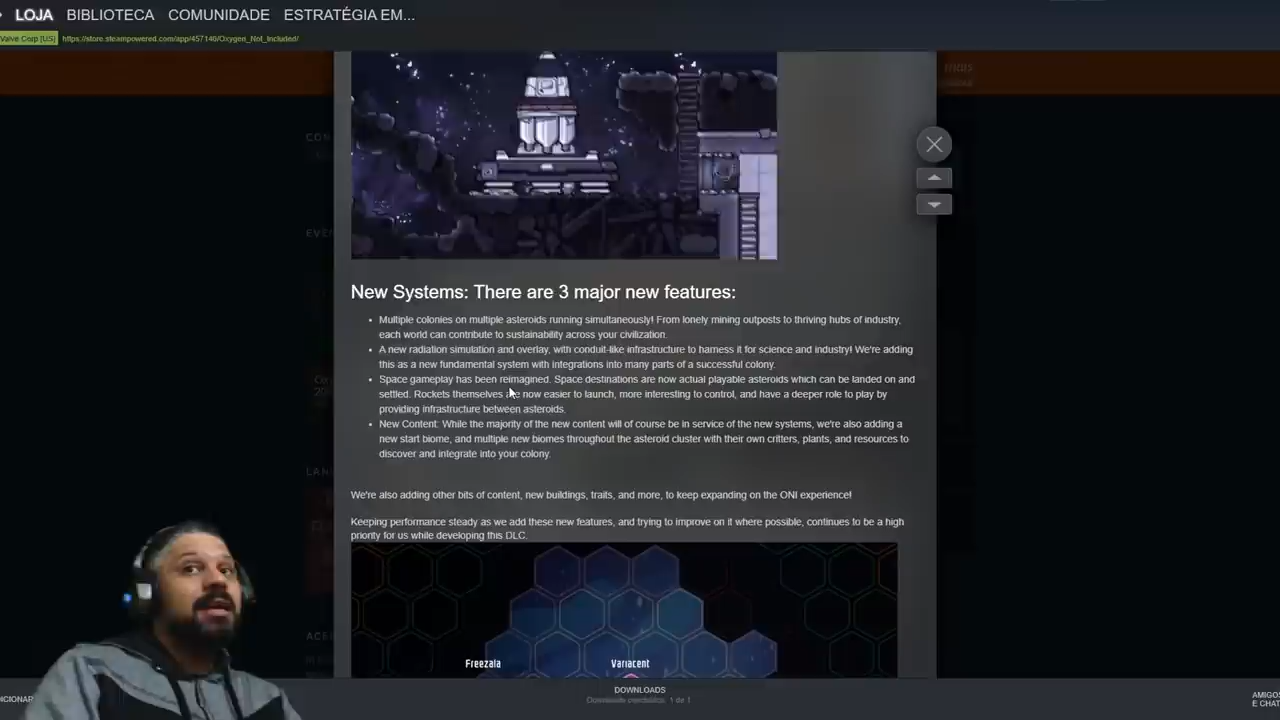 LOJA BIBLIOTECA COMUNIDADE ESTRATÉGIA EM...
Valve Corp [US] https://store.steampowered.com/app/457140/Oxygen_Not_Included/
New Systems: There are 3 major new features:
Multiple colonies on multiple asteroids running simultaneously! From lonely mining outposts to thriving hubs of industry,
each world can contribute to sustainability across your civilization.
A new radiation simulation and overlay, with conduit-like infrastructure to harness it for science and industry! We're adding
this as a new fundamental system with integrations into many parts of a successful colony.
Space gameplay has been reimagined. Space destinations are now actual playable asteroids which can be landed on and
settled. Rockets themselves are now easier to launch, more interesting to control, and have a deeper role to play by
providing infrastructure between asteroids.
New Content: While the majority of the new content will of course be in service of the new systems, we're also adding a
new start biome, and multiple new biomes throughout the asteroid cluster with their own critters, plants, and resources to
discover and integrate into your colony.
We're also adding other bits of content, new buildings, traits, and more, to keep expanding on the ONI experience!
Keeping performance steady as we add these new features, and trying to improve on it where possible, continues to be a high
priority for us while developing this DLC.
Freezala Variacent
DOWNLOADS
1 de 1
AMIGOS
E CHAT